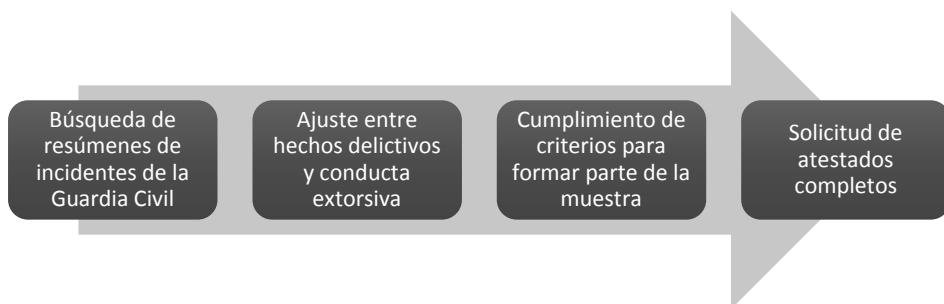 Búsqueda de
resúmenes de
incidentes de la
Guardia Civil
Ajuste entre
hechos delictivos
y conducta
extorsiva
Cumplimiento de
criterios para
formar parte de la
muestra
Solicitud de
atestados
completos